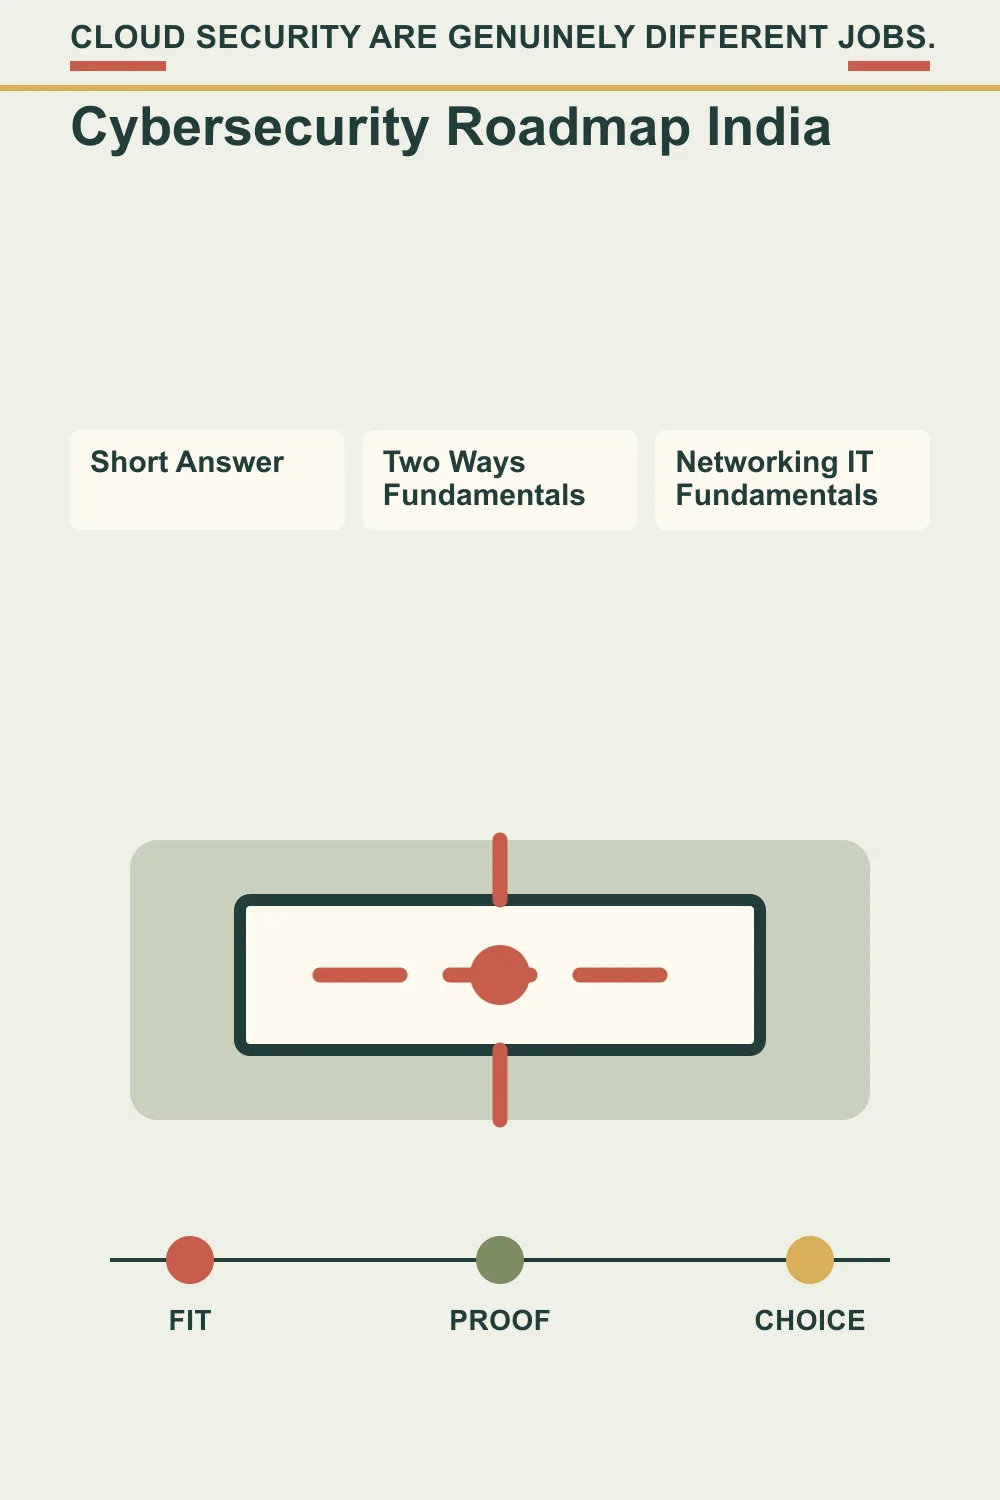 CLOUD SECURITY ARE GENUINELY DIFFERENT JOBS.
Cybersecurity Roadmap India
Short Answer
Two Ways
Fundamentals
Networking IT
Fundamentals
FIT
PROOF
CHOICE